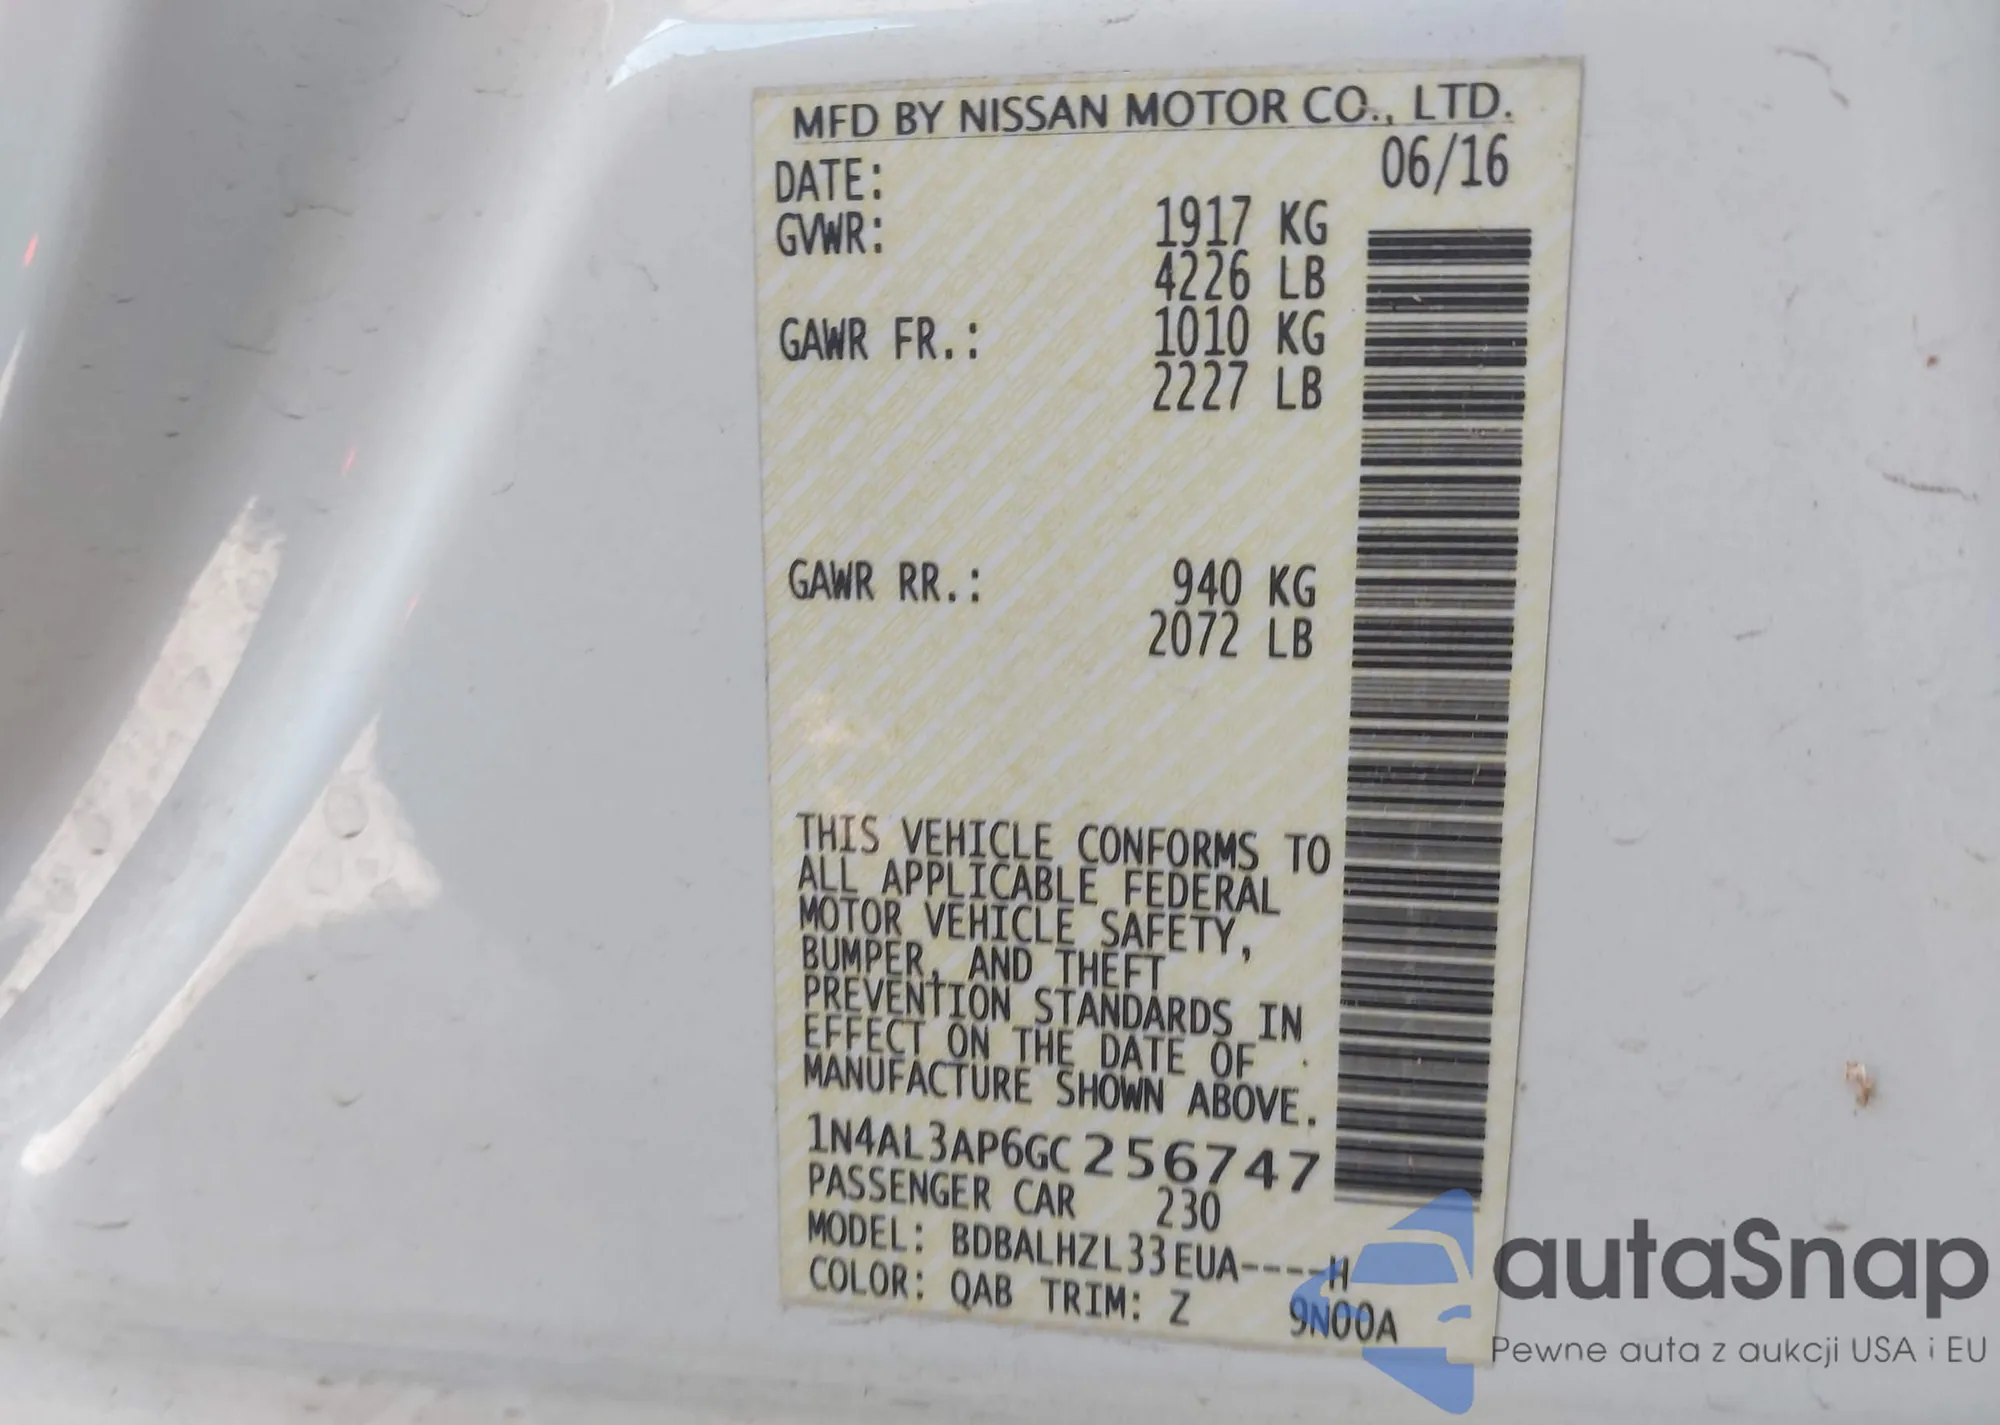 MFD BY NISSAN MOTOR CO., LTD.
DATE: 06/16
GVWR: 1917 KG
4226 LB
GAWR FR.: 1010 KG
2227 LB
GAWR RR.: 940 KG
2072 LB
THIS VEHICLE CONFORMS TO
ALL APPLICABLE FEDERAL
MOTOR VEHICLE SAFETY,
BUMPER, AND THEFT
PREVENTION STANDARDS IN
EFFECT ON THE DATE OF
MANUFACTURE SHOWN ABOVE.
1N4AL3AP6GC256747
PASSENGER CAR 230
MODEL: BDBALHZL33EUA----H
COLOR: QAB TRIM: Z 9N00A
autaSnap
Pewne auta z aukcji USA i EU